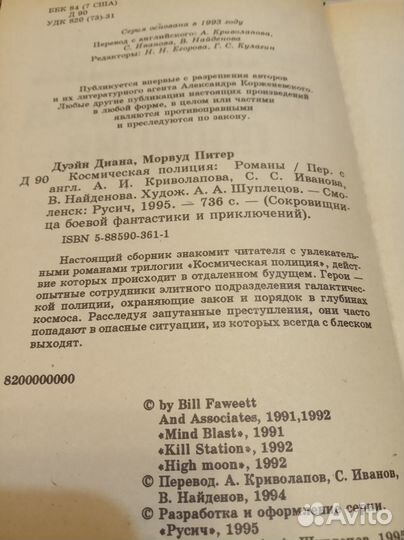 ББК 84 (7 США)
Д 90
УДК 820 (73)-31
Серия основана в 1993 году
Перевод с английского: А. Криволапова,
С. Иванова, В. Найденова
Редакторы: Н. Н. Егорова, Г. С. Кулагин
Публикуется впервые с разрешения авторов
и их литературного агента Александра Корженевского.
Любые другие публикации настоящих произведений
в любой форме, в целом или частями
являются противоправными
и преследуются по закону.
Дуэйн Диана, Морвуд Питер
Д 90 Космическая полиция: Романы / Пер. с
англ. А. И. Криволапова, С. С. Иванова,
В. Найденова. Худож. А. А. Шуплецов. — Смо-
ленск: Русич, 1995. — 736 с. — (Сокровищни-
ца боевой фантастики и приключений).
ISBN 5-88590-361-1
Настоящий сборник знакомит читателя с увлекатель-
ными романами трилогии «Космическая полиция», дейст-
вие которых происходит в отдаленном будущем. Герои —
опытные сотрудники элитного подразделения галактиче-
ской полиции, охраняющие закон и порядок в глубинах
космоса. Расследуя запутанные преступления, они часто
попадают в опасные ситуации, из которых всегда с блеском
выходят.
8200000000
© by Bill Faweett
And Associates, 1991,1992
«Mind Blast», 1991
«Kill Station», 1992
«High moon», 1992
© Перевод. А. Криволапов, С. Иванов,
В. Найденов, 1994
© Разработка и оформление серии.
«Русич», 1995
Шуплецов, 1995
Avito